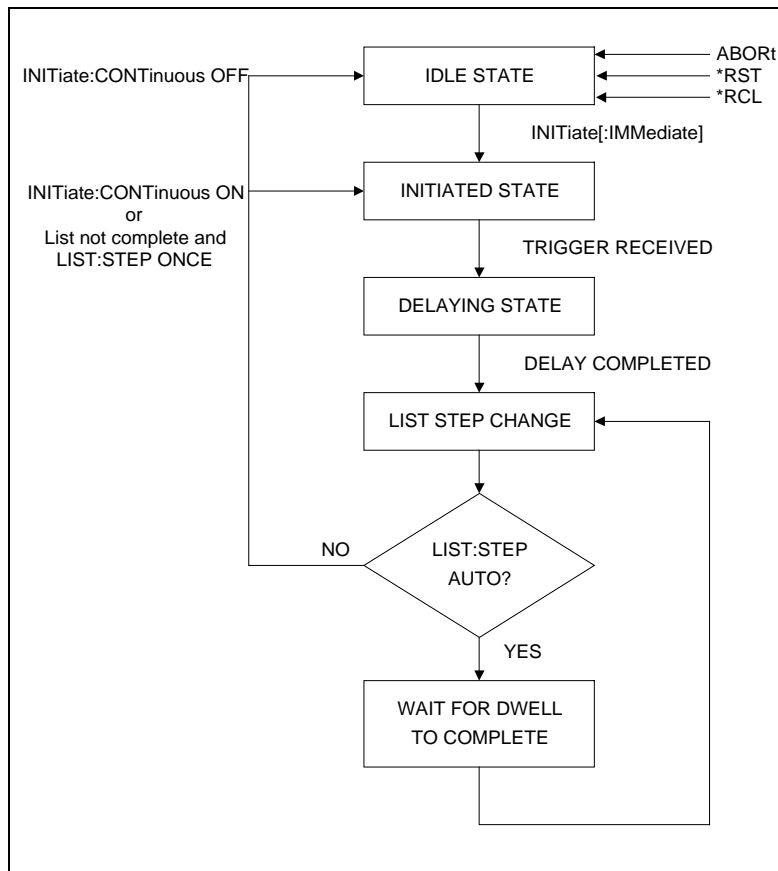 ABORt
INITiate:CONTinuous OFF
IDLE STATE
*RST
*RCL
INITiate[:IMMediate]
INITiate:CONTinuous ON
or
List not complete and
LIST:STEP ONCE
INITIATED STATE
TRIGGER RECEIVED
DELAYING STATE
DELAY COMPLETED
LIST STEP CHANGE
NO
LIST:STEP
AUTO?
YES
WAIT FOR DWELL
TO COMPLETE